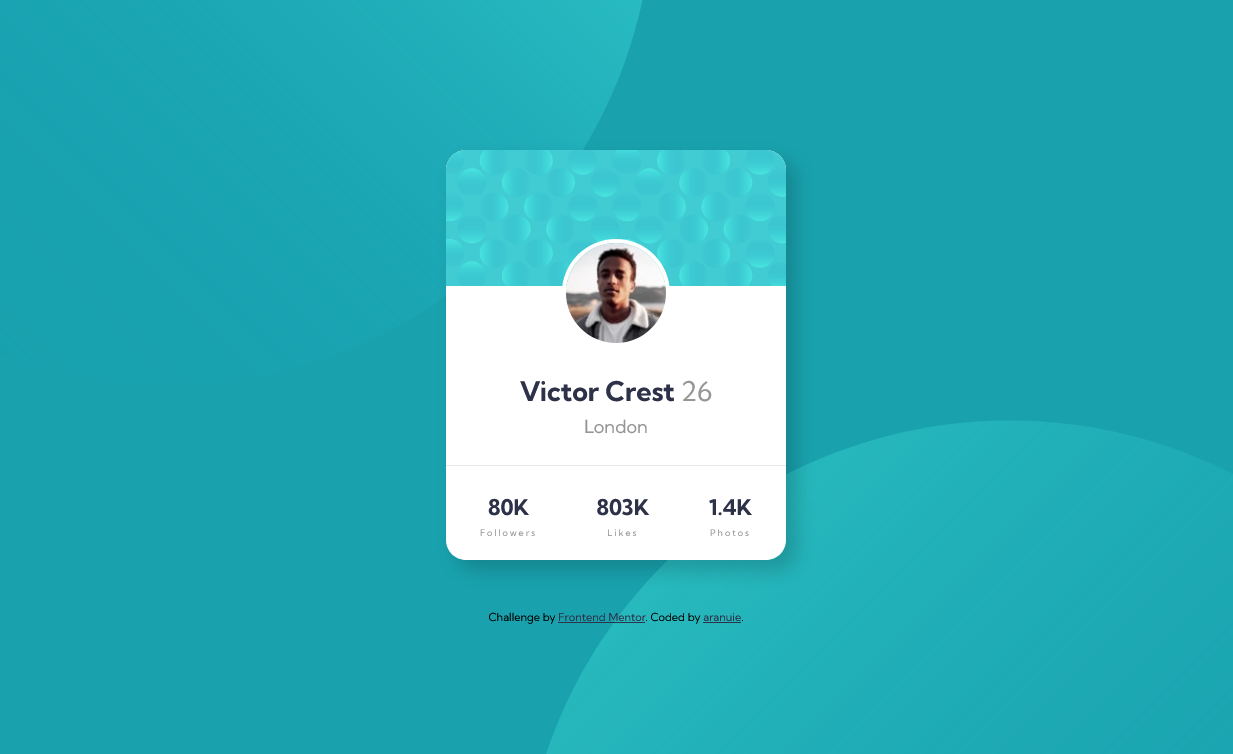 Victor Crest 26
London
80K 803K 1.4K
Followers Likes Photos
Challenge by Frontend Mentor. Coded by aranuie.